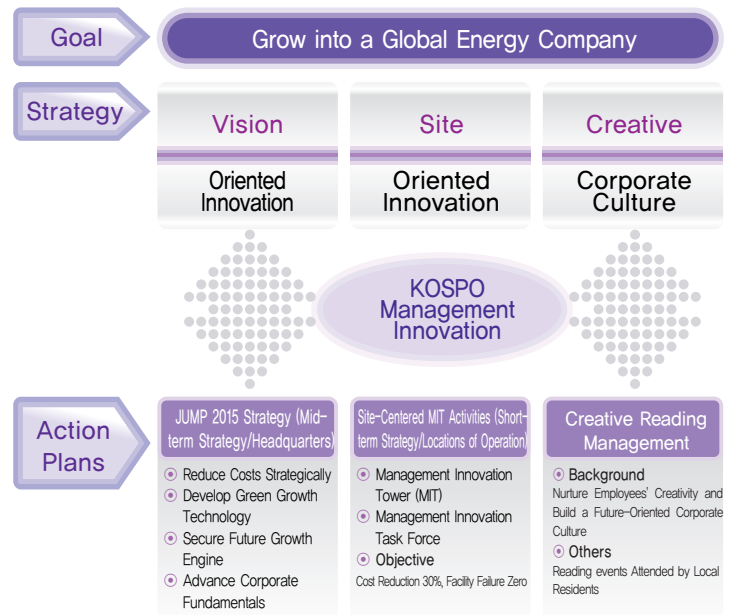 Goal
Grow into a Global Energy Company
Strategy
Vision
Oriented
Innovation
Site
Oriented
Innovation
Creative
Corporate
Culture
KOSPO
Management
Innovation
Action
Plans
JUMP 2015 Strategy (Mid-
term Strategy/Headquarters)
Reduce Costs Strategically
Develop Green Growth
Technology
Secure Future Growth
Engine
Advance Corporate
Fundamentals
Site-Centered MIT Activities (Short-
term Strategy/Locations of Operation)
Management Innovation
Tower (MIT)
Management Innovation
Task Force
Objective
Cost Reduction 30%, Facility Failure Zero
Creative Reading
Management
Background
Nurture Employees' Creativity and
Build a Future-Oriented Corporate
Culture
Others
Reading events Attended by Local
Residents